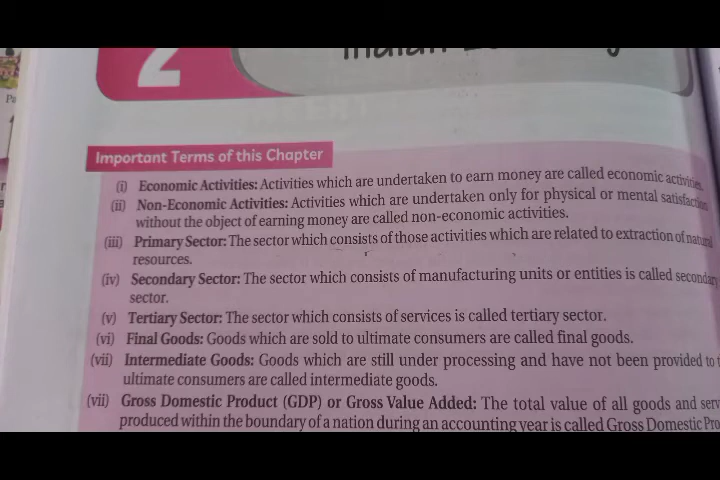 2
Indian
Important Terms of this Chapter
(i) Economic Activities: Activities which are undertaken to earn money are called economic activities.
(ii) Non-Economic Activities: Activities which are undertaken only for physical or mental satisfaction
without the object of earning money are called non-economic activities.
(iii) Primary Sector: The sector which consists of those activities which are related to extraction of natural
resources.
(iv) Secondary Sector: The sector which consists of manufacturing units or entities is called secondary
sector.
(v) Tertiary Sector: The sector which consists of services is called tertiary sector.
(vi) Final Goods: Goods which are sold to ultimate consumers are called final goods.
(vii) Intermediate Goods: Goods which are still under processing and have not been provided to
ultimate consumers are called intermediate goods.
(vii) Gross Domestic Product (GDP) or Gross Value Added: The total value of all goods and serv
produced within the boundary of a nation during an accounting year is called Gross Domestic Pro